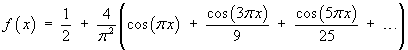 f(x) = 1/2 + 4/π² ( cos(πx) + cos(3πx)/9 + cos(5πx)/25 + … )